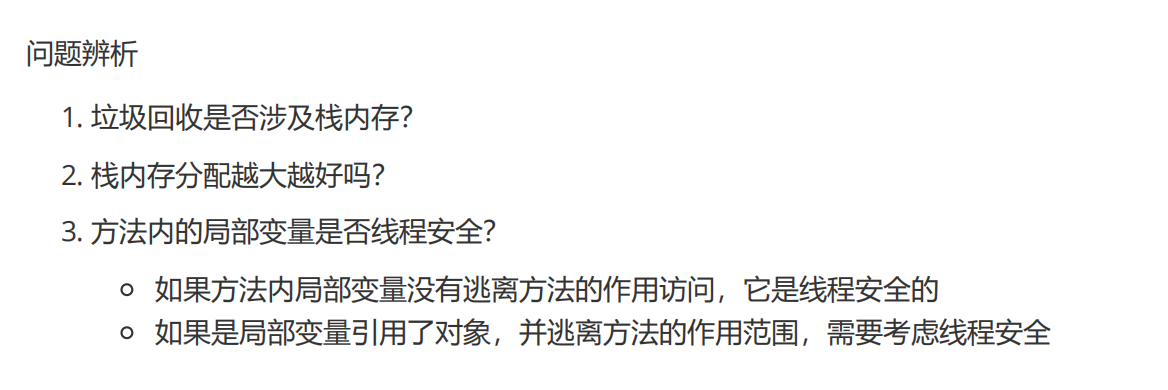 问题辨析
1. 垃圾回收是否涉及栈内存?
2. 栈内存分配越大越好吗?
3. 方法内的局部变量是否线程安全?
如果方法内局部变量没有逃离方法的作用访问，它是线程安全的
如果是局部变量引用了对象，并逃离方法的作用范围，需要考虑线程安全